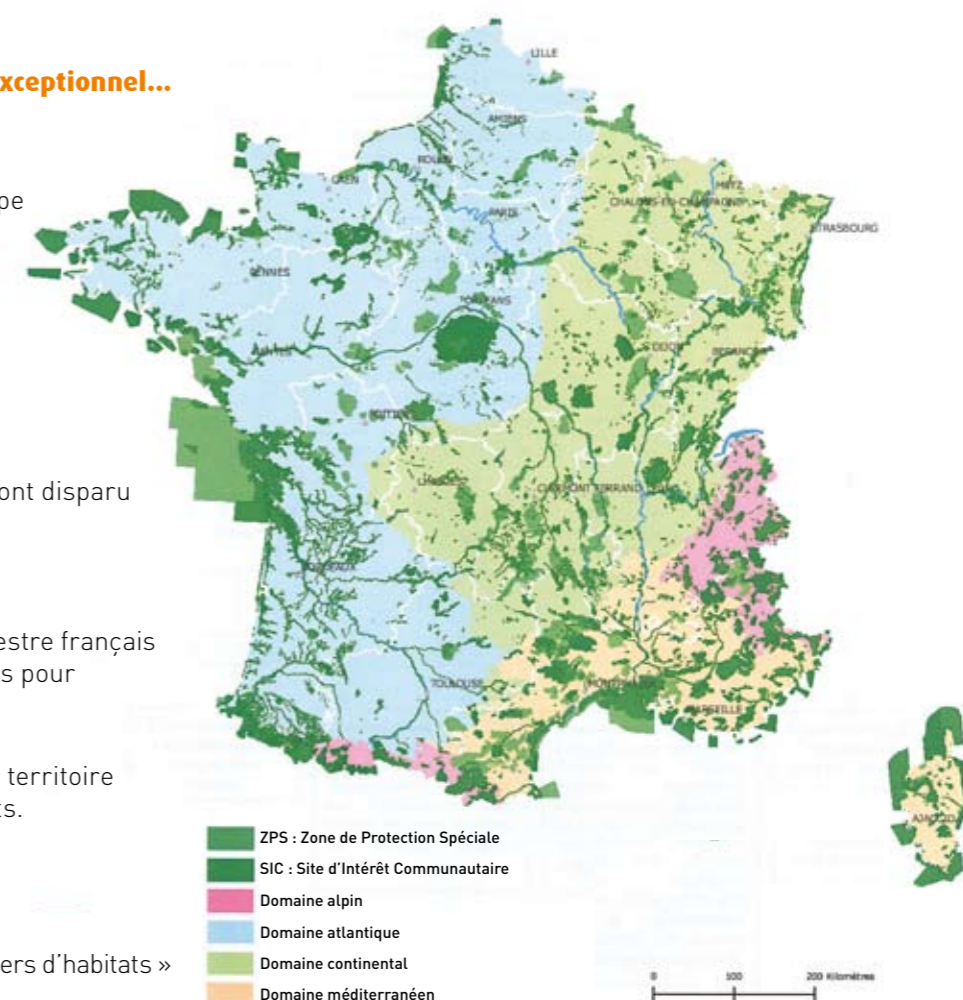 xceptionnel...
pe
ont disparu
estre français
s pour
territoire
ts.
ers d'habitats »
LILLE
AMIENS
ROUEN
CAEN
METZ
CHALONS-EN-CHAMPAGNE
PARIS
STRASBOURG
RENNES
ORLEANS
NANTES
DIJON
BESANCON
POITIERS
LIMOGES
CLERMONT FERRAND
BORDEAUX
TOULOUSE
MONTPELLIER
MARSEILLE
AJACCIO
ZPS : Zone de Protection Spéciale
SIC : Site d'Intérêt Communautaire
Domaine alpin
Domaine atlantique
Domaine continental
Domaine méditerranéen
0 100 200 Kilomètres